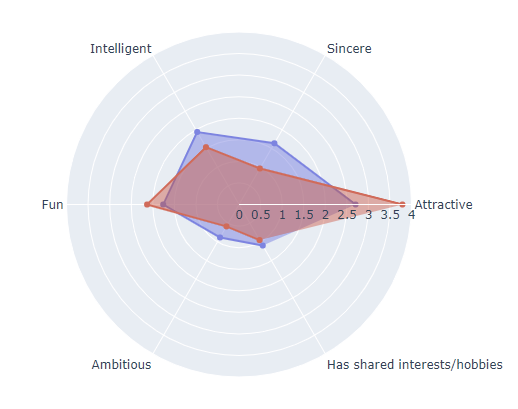 Intelligent
Sincere
Fun
Attractive
0 0.5 1 1.5 2 2.5 3 3.5 4
Ambitious
Has shared interests/hobbies